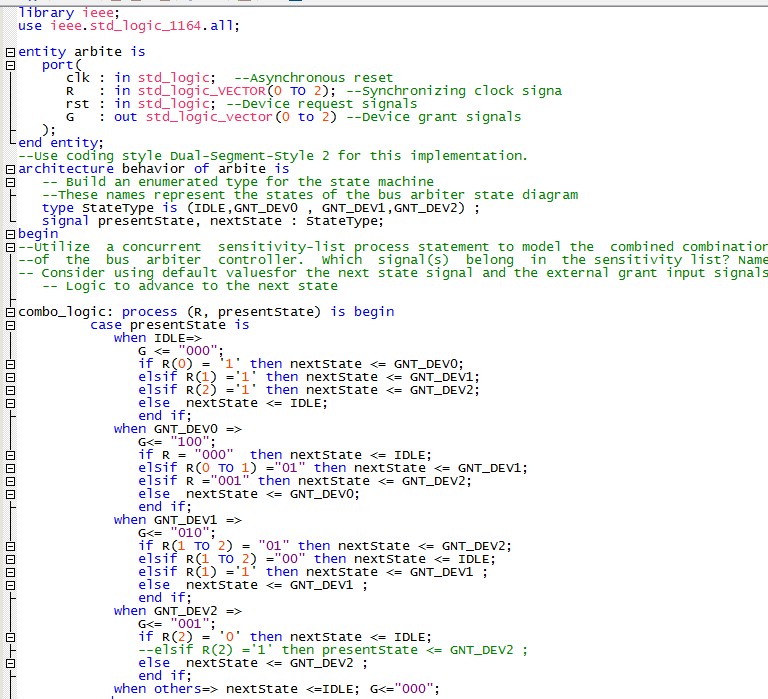 library ieee;
use ieee.std_logic_1164.all;
entity arbite is
port(
clk : in std_logic; --Asynchronous reset
R : in std_logic_VECTOR(0 TO 2); --Synchronizing clock signa
rst : in std_logic; --Device request signals
G : out std_logic_vector(0 to 2) --Device grant signals
);
end entity;
--Use coding style Dual-Segment-Style 2 for this implementation.
architecture behavior of arbite is
-- Build an enumerated type for the state machine
--These names represent the states of the bus arbiter state diagram
type StateType is (IDLE,GNT_DEV0 , GNT_DEV1,GNT_DEV2) ;
signal presentState, nextState : StateType;
begin
--Utilize a concurrent sensitivity-list process statement to model the combined combination
--of the bus arbiter controller. Which signal(s) belong in the sensitivity list? Name
-- Consider using default valuesfor the next state signal and the external grant input signals
-- Logic to advance to the next state
combo_logic: process (R, presentState) is begin
case presentState is
when IDLE=>
G <= "000";
if R(0) = '1' then nextState <= GNT_DEV0;
elsif R(1) ='1' then nextState <= GNT_DEV1;
elsif R(2) ='1' then nextState <= GNT_DEV2;
else nextState <= IDLE;
end if;
when GNT_DEV0 =>
G<= "100";
if R = "000" then nextState <= IDLE;
elsif R(0 TO 1) ="01" then nextState <= GNT_DEV1;
elsif R ="001" then nextState <= GNT_DEV2;
else nextState <= GNT_DEV0;
end if;
when GNT_DEV1 =>
G<= "010";
if R(1 TO 2) = "01" then nextState <= GNT_DEV2;
elsif R(1 TO 2) ="00" then nextState <= IDLE;
elsif R(1) ='1' then nextState <= GNT_DEV1 ;
else nextState <= GNT_DEV1 ;
end if;
when GNT_DEV2 =>
G<= "001";
if R(2) = '0' then nextState <= IDLE;
--elsif R(2) ='1' then presentState <= GNT_DEV2 ;
else nextState <= GNT_DEV2 ;
end if;
when others=> nextState <=IDLE; G<="000";